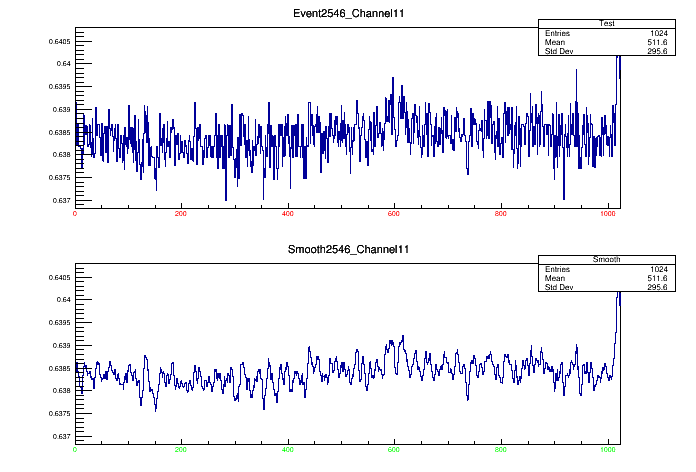 Event2546_Channel11
Test
Entries 1024
Mean 511.6
Std Dev 295.6
0.6405
0.64
0.6395
0.639
0.6385
0.638
0.6375
0.637
0 200 400 600 800 1000
Smooth2546_Channel11
Smooth
Entries 1024
Mean 511.6
Std Dev 295.6
0.6405
0.64
0.6395
0.639
0.6385
0.638
0.6375
0.637
0 200 400 600 800 1000